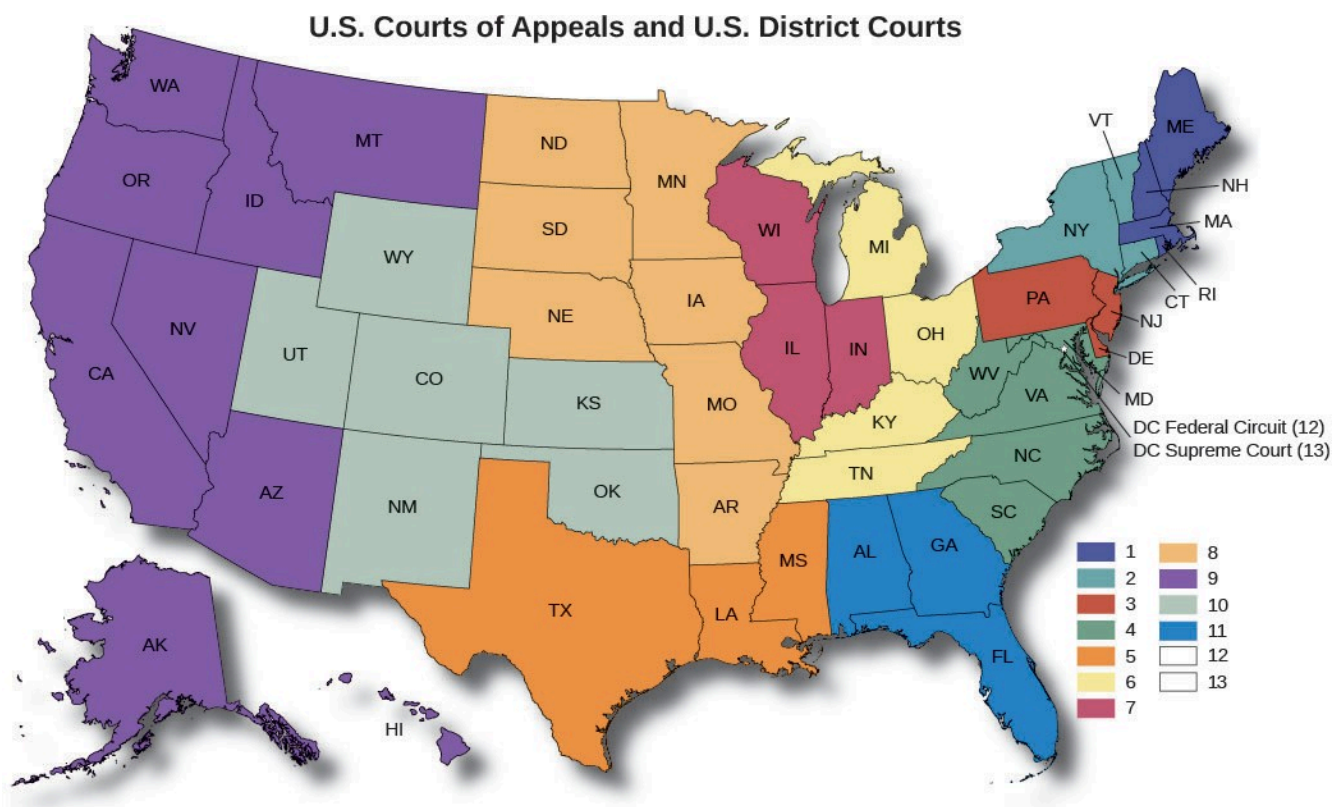 U.S. Courts of Appeals and U.S. District Courts
WA
MT
ND
MN
VT
ME
OR
ID
SD
WI
MI
NY
NH
MA
WY
IA
RI
CT
NV
UT
NE
IL
IN
OH
PA
NJ
CA
CO
KS
MO
WV
VA
DE
MD
KY
DC Federal Circuit (12)
DC Supreme Court (13)
AZ
NM
OK
AR
TN
NC
SC
TX
LA
MS
AL
GA
FL
AK
HI
1
2
3
4
5
6
7
8
9
10
11
12
13